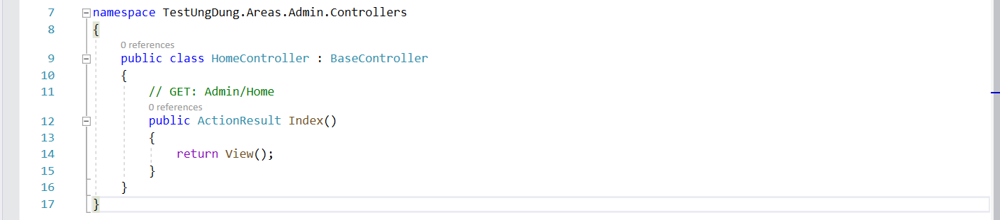 7 namespace TestUngDung.Areas.Admin.Controllers
8 {
0 references
9 public class HomeController : BaseController
10 {
11 // GET: Admin/Home
0 references
12 public ActionResult Index()
13 {
14 return View();
15 }
16 }
17 }